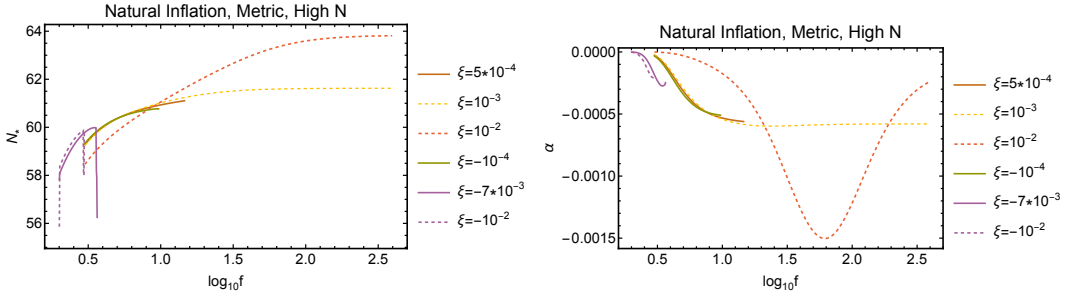 Natural Inflation, Metric, High N
64
62
60
58
56
N⋆
0.5
1.0
1.5
2.0
2.5
log₁₀f
ξ=5*10⁻⁴
ξ=10⁻³
ξ=10⁻²
ξ=-10⁻⁴
ξ=-7*10⁻³
ξ=-10⁻²
Natural Inflation, Metric, High N
0.0000
-0.0005
-0.0010
-0.0015
α
0.0
0.5
1.0
1.5
2.0
2.5
log₁₀f
ξ=5*10⁻⁴
ξ=10⁻³
ξ=10⁻²
ξ=-10⁻⁴
ξ=-7*10⁻³
ξ=-10⁻²